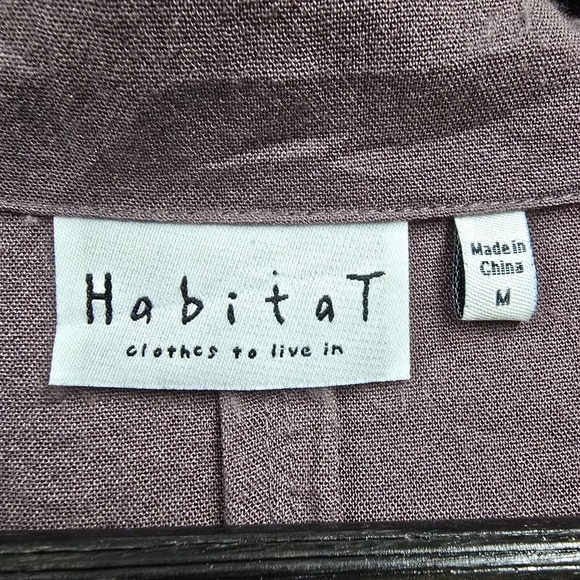 HabitaT
clothes to live in
Made in
China
M